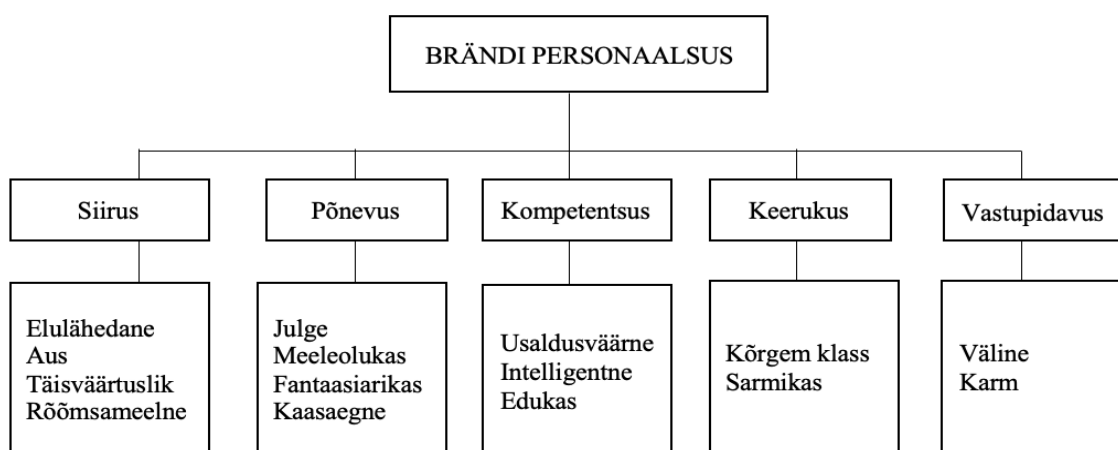 BRÄNDI PERSONAALSUS
Siirus
Põnevus
Kompetentsus
Keerukus
Vastupidavus
Elulähedane
Aus
Täisväärtuslik
Rõõmsameelne
Julge
Meeleolukas
Fantaasiarikas
Kaasaegne
Usaldusväärne
Intelligentne
Edukas
Kõrgem klass
Sarmikas
Väline
Karm